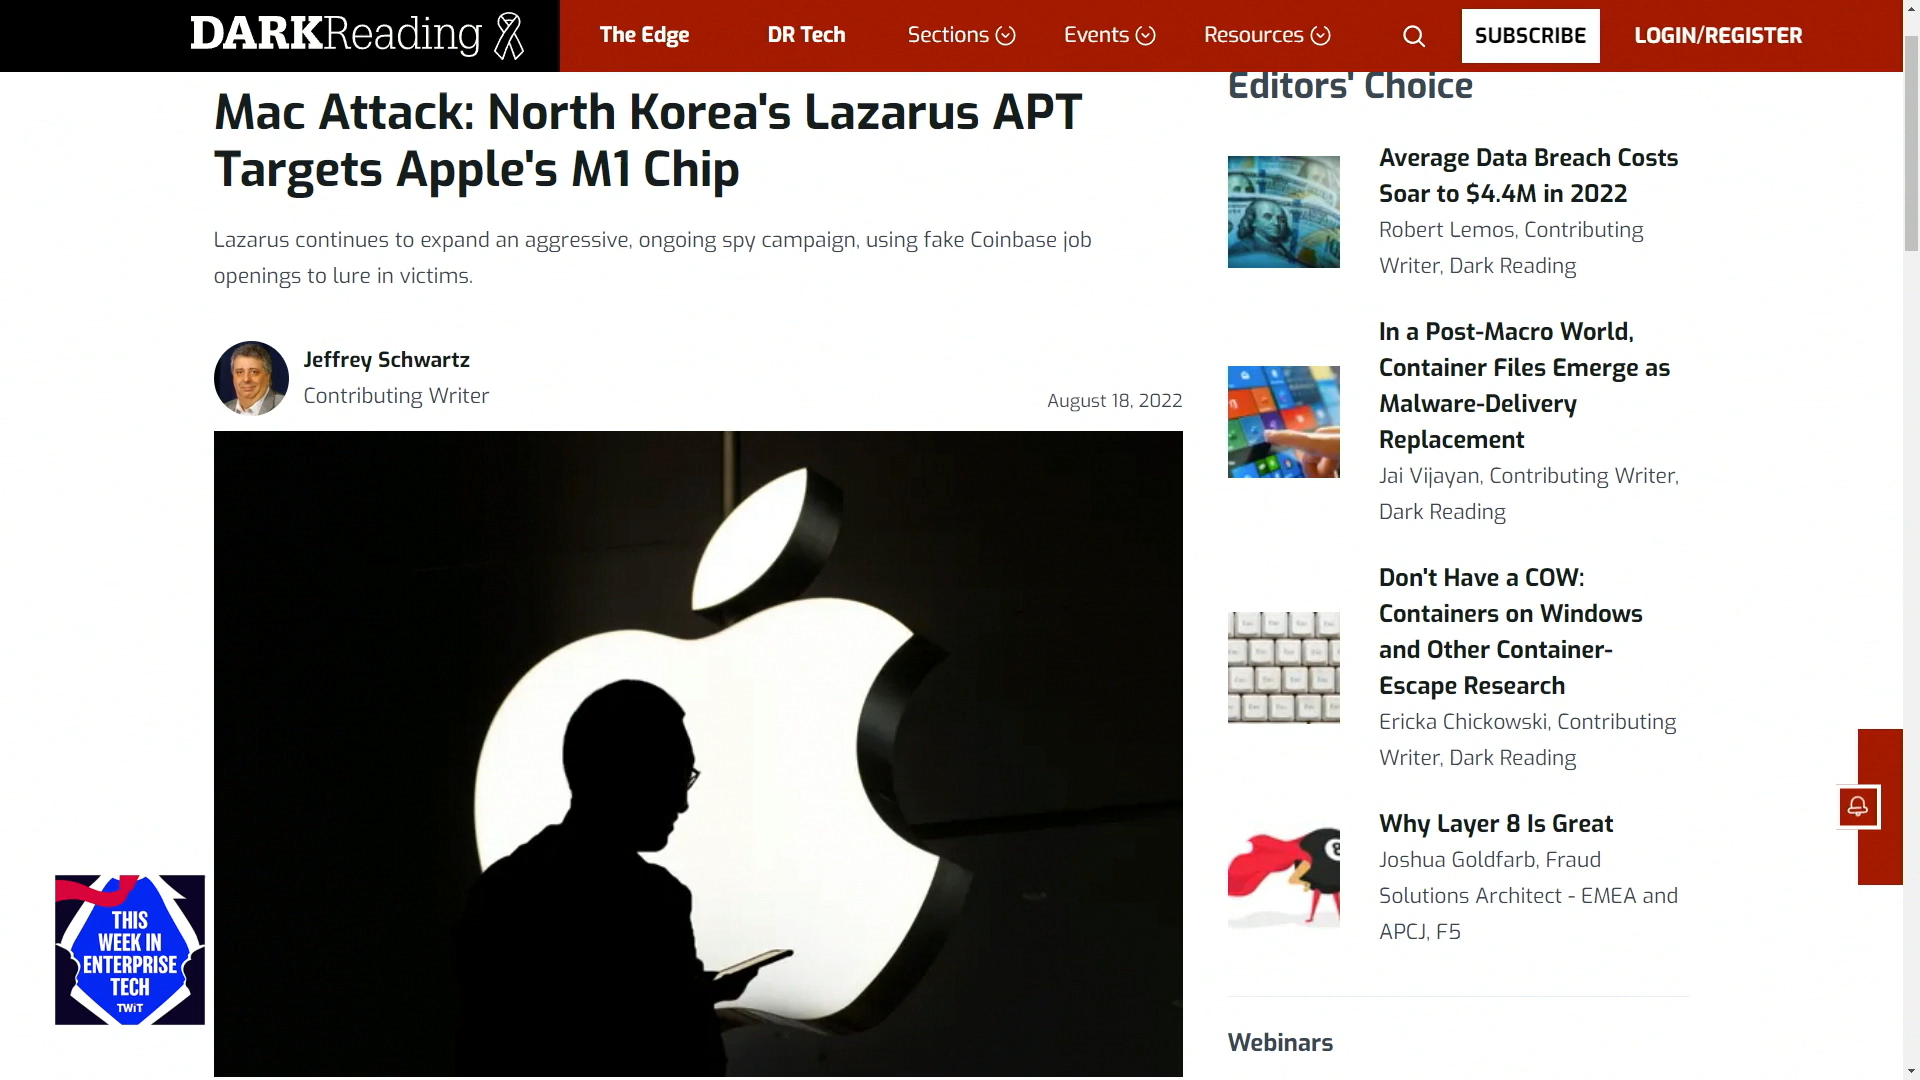 DARKReading
The Edge
DR Tech
Sections
Events
Resources
SUBSCRIBE
LOGIN/REGISTER
Mac Attack: North Korea's Lazarus APT
Targets Apple's M1 Chip
Lazarus continues to expand an aggressive, ongoing spy campaign, using fake Coinbase job
openings to lure in victims.
Jeffrey Schwartz
Contributing Writer
August 18, 2022
THIS
WEEK IN
ENTERPRISE
TECH
TWiT
Editors' Choice
Average Data Breach Costs
Soar to $4.4M in 2022
Robert Lemos, Contributing
Writer, Dark Reading
In a Post-Macro World,
Container Files Emerge as
Malware-Delivery
Replacement
Jai Vijayan, Contributing Writer,
Dark Reading
Don't Have a COW:
Containers on Windows
and Other Container-
Escape Research
Ericka Chickowski, Contributing
Writer, Dark Reading
8
Why Layer 8 Is Great
Joshua Goldfarb, Fraud
Solutions Architect - EMEA and
APCJ, F5
Webinars